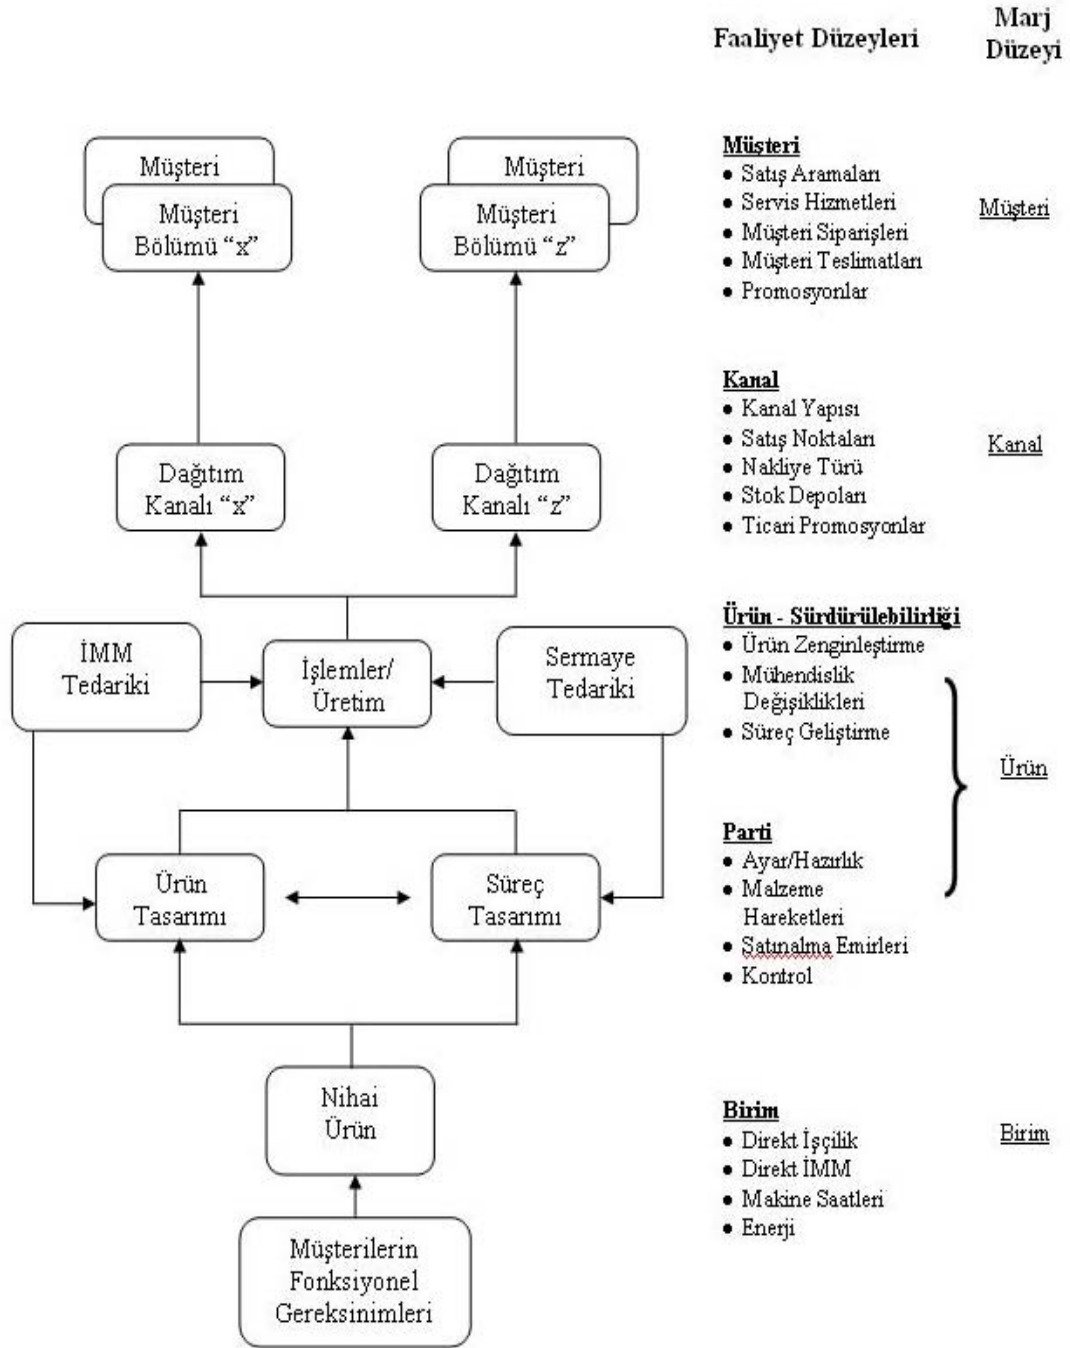 Faaliyet Düzeyleri
Marj
Düzeyi
Müşteri
Müşteri
Bölümü “x”
Müşteri
Müşteri
Bölümü “z”
Müşteri
● Satış Aramaları
● Servis Hizmetleri
● Müşteri Siparişleri
● Müşteri Teslimatları
● Promosyonlar
Müşteri
Dağıtım
Kanalı “x”
Dağıtım
Kanalı “z”
Kanal
● Kanal Yapısı
● Satış Noktaları
● Nakliye Türü
● Stok Depoları
● Ticari Promosyonlar
Kanal
İMM
Tedariki
İşlemler/
Üretim
Sermaye
Tedariki
Ürün - Sürdürülebilirliği
● Ürün Zenginleştirme
● Mühendislik
Değişiklikleri
● Süreç Geliştirme
Ürün
Ürün
Tasarımı
Süreç
Tasarımı
Parti
● Ayar/Hazırlik
● Malzeme
Hareketleri
● Satınalma Emirleri
● Kontrol
Nihai
Ürün
Birim
● Direkt İşçilik
● Direkt İMM
● Makine Saatleri
● Enerji
Birim
Müşterilerin
Fonksiyonel
Gereksinimleri